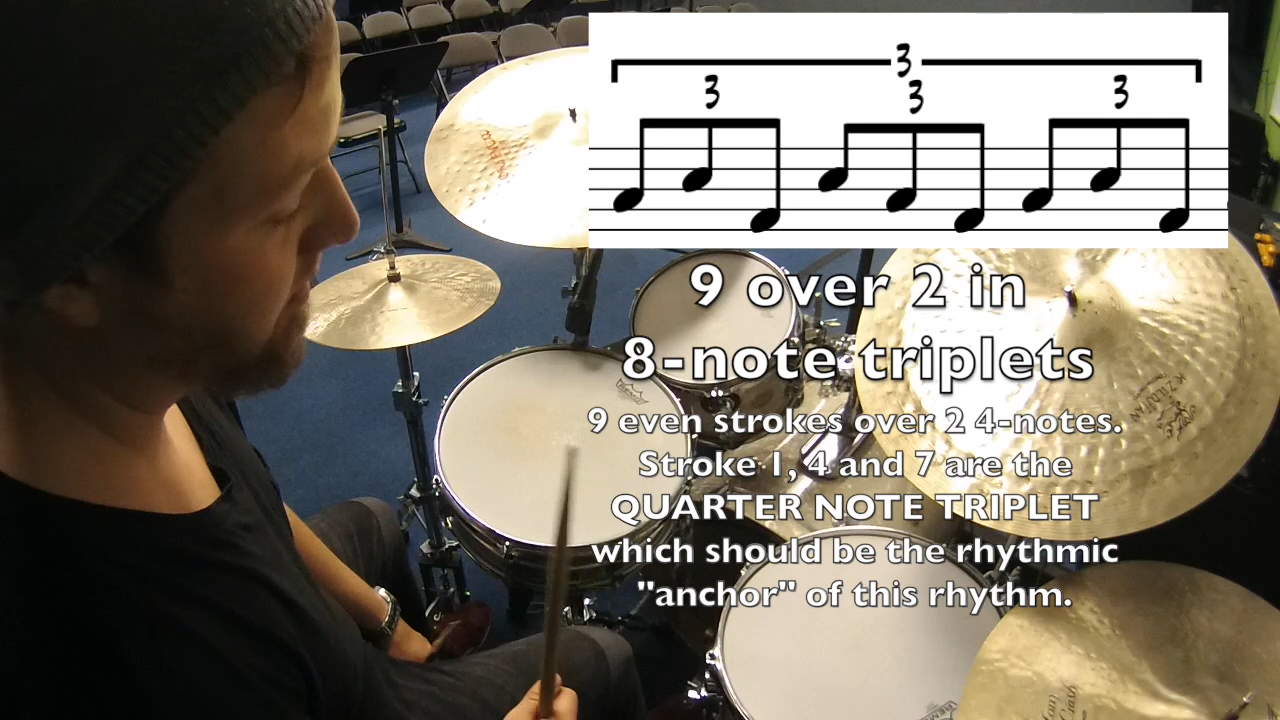 3
3 3 3
9 over 2 in
8-note triplets
9 even strokes over 2 4-notes.
Stroke 1, 4 and 7 are the
QUARTER NOTE TRIPLET
which should be the rhythmic
"anchor" of this rhythm.
K ZILDJIAN